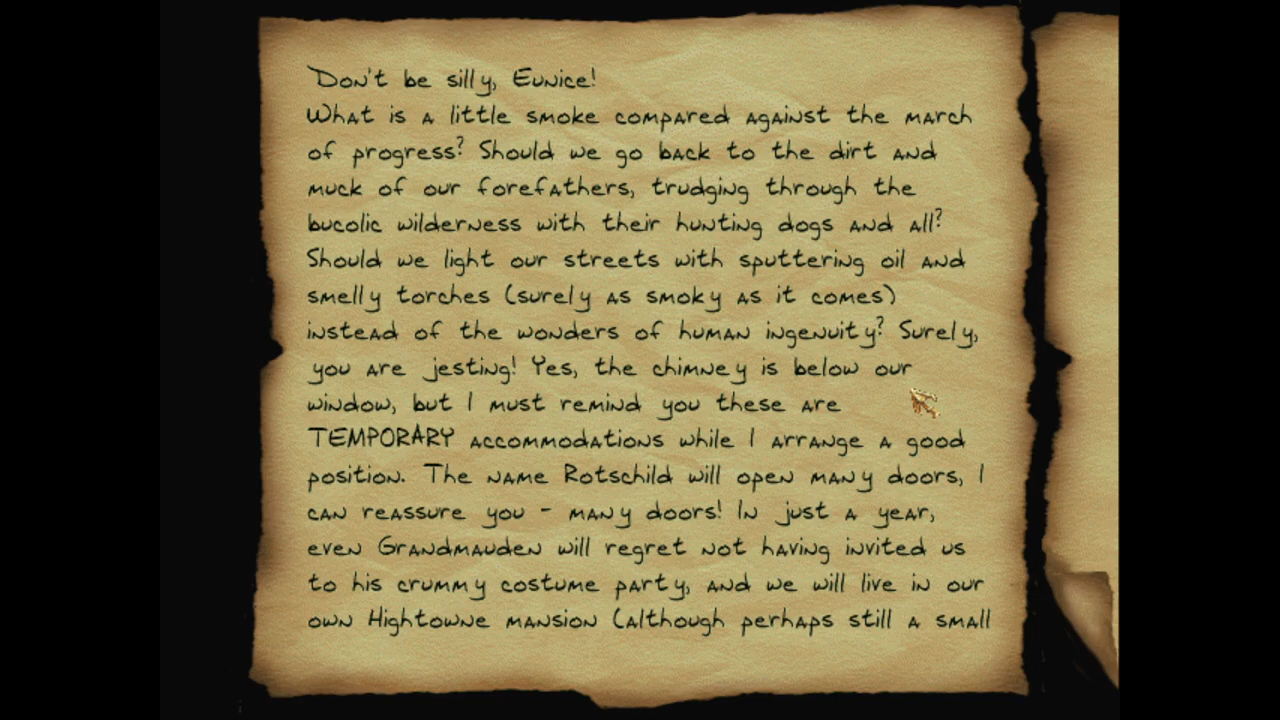 Don't be silly, Eunice!
What is a little smoke compared against the march
of progress? Should we go back to the dirt and
muck of our forefathers, trudging through the
bucolic wilderness with their hunting dogs and all?
Should we light our streets with sputtering oil and
smelly torches (surely as smoky as it comes)
instead of the wonders of human ingenuity? Surely,
you are jesting! Yes, the chimney is below our
window, but I must remind you these are
TEMPORARY accommodations while I arrange a good
position. The name Rotschild will open many doors, I
can reassure you - many doors! In just a year,
even Grandmauden will regret not having invited us
to his crummy costume party, and we will live in our
own Hightowne mansion (although perhaps still a small